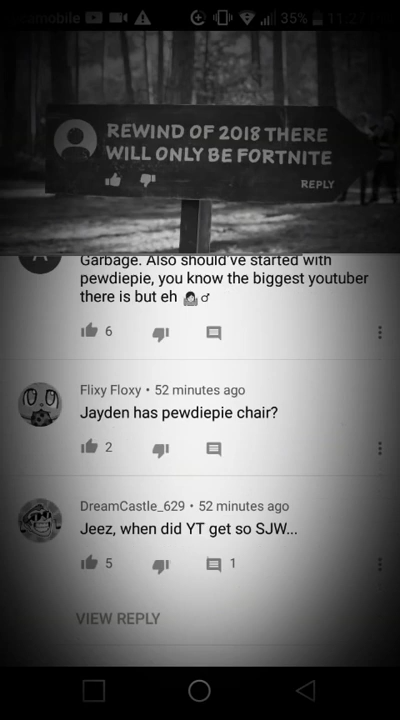 mobile 35% 11:27
REWIND OF 2018 THERE
WILL ONLY BE FORTNITE
REPLY
A
Garbage. Also should've started with
pewdiepie, you know the biggest youtuber
there is but eh 🤷‍♂
6
Flixy Floxy • 52 minutes ago
Jayden has pewdiepie chair?
2
DreamCastle_629 • 52 minutes ago
Jeez, when did YT get so SJW...
5 1
VIEW REPLY